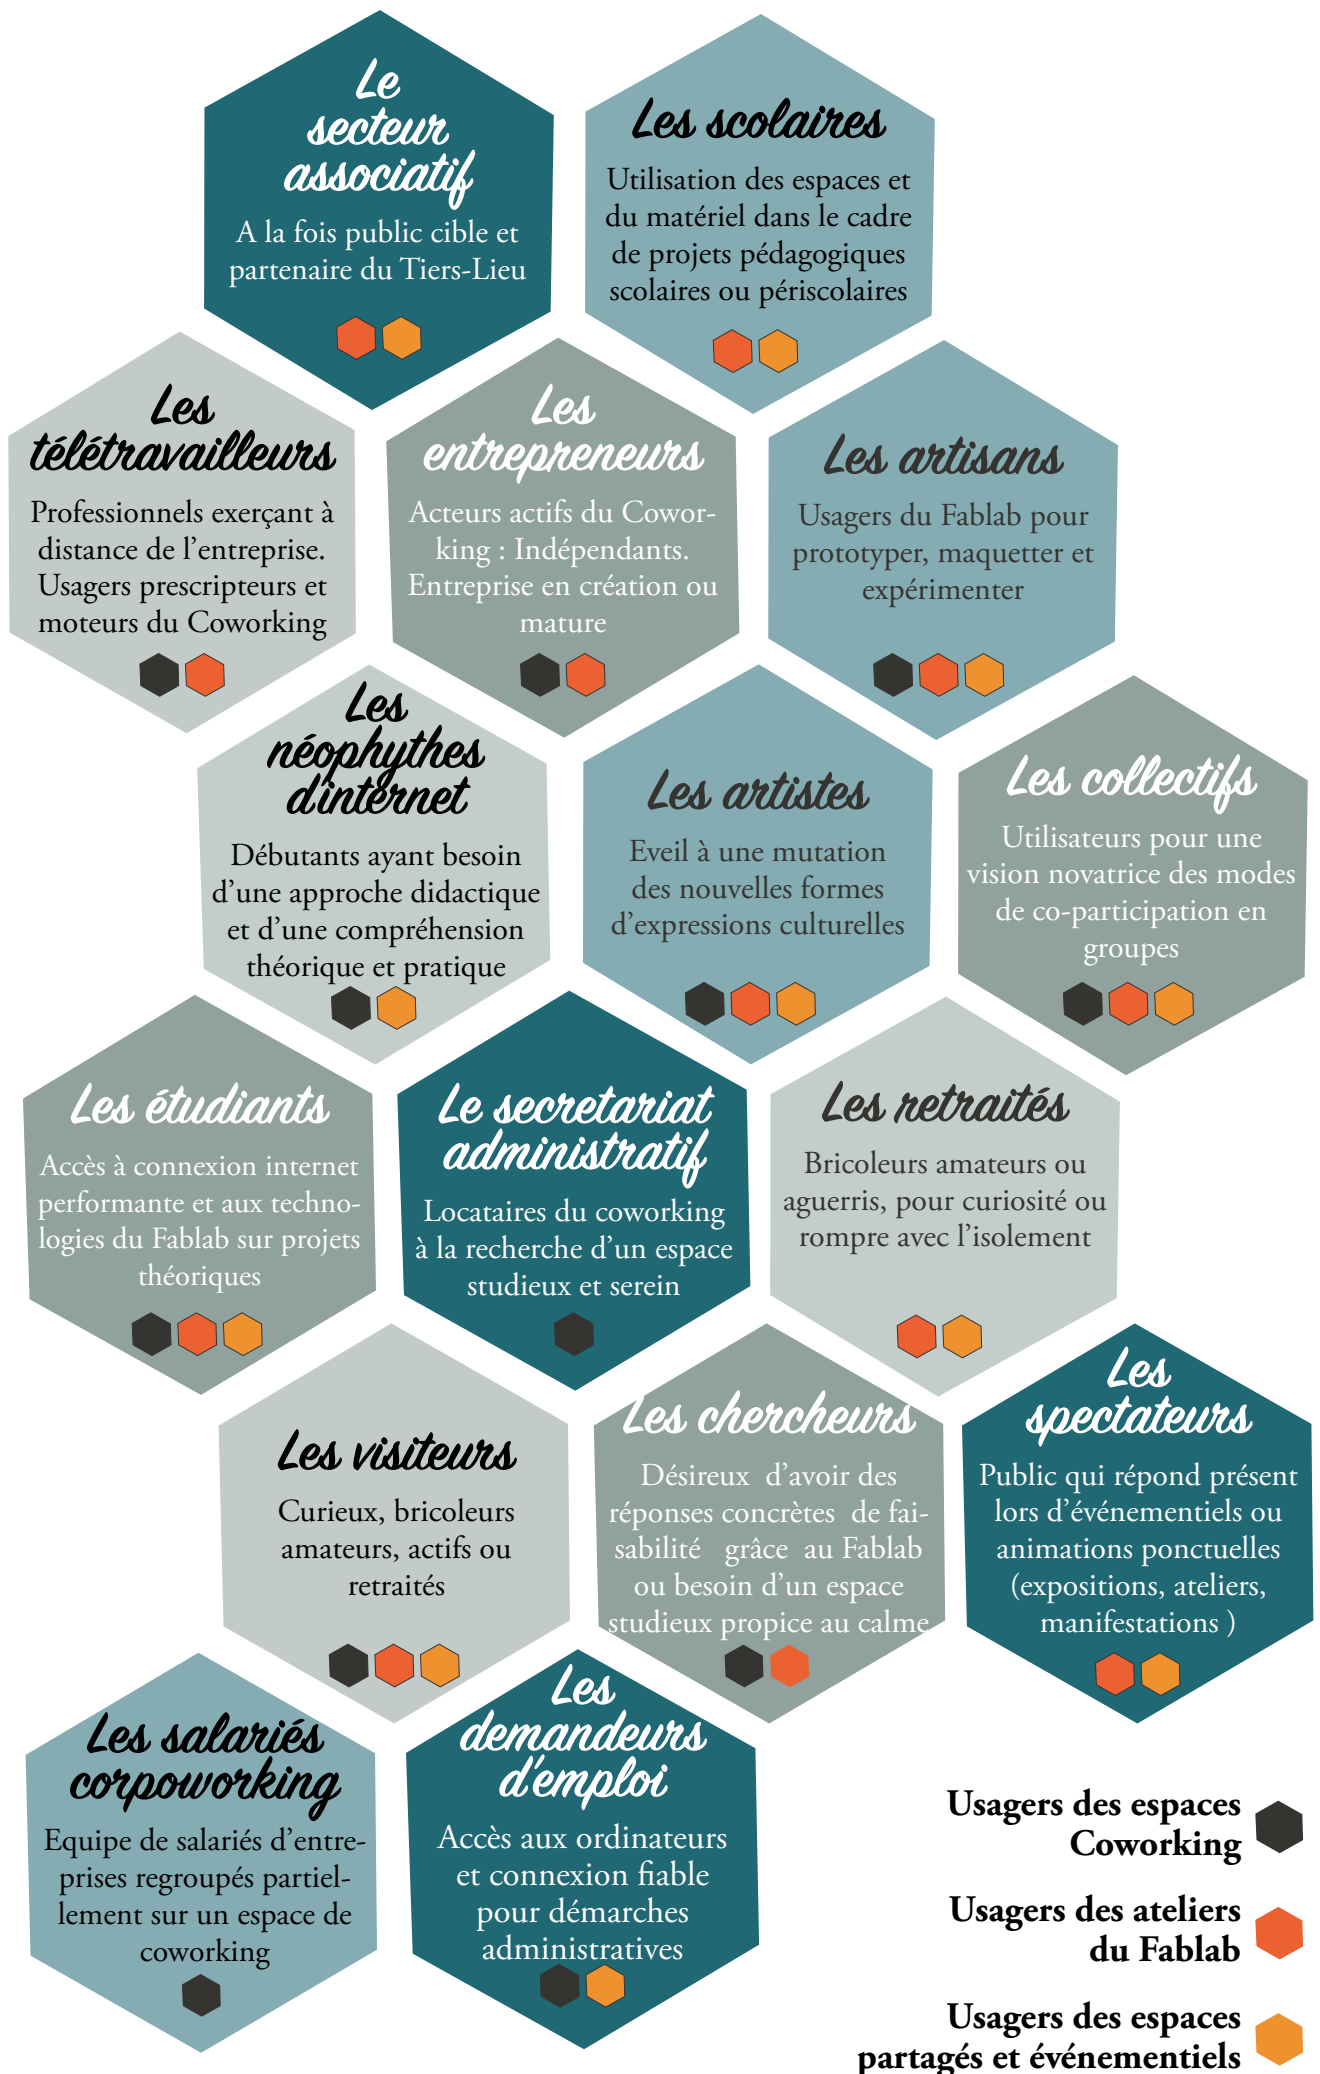 Le
secteur
associatif
A la fois public cible et
partenaire du Tiers-Lieu
Les scolaires
Utilisation des espaces et
du matériel dans le cadre
de projets pédagogiques
scolaires ou périscolaires
Les
télétravailleurs
Professionnels exerçant à
distance de l'entreprise.
Usagers prescripteurs et
moteurs du Coworking
Les
entrepreneurs
Acteurs actifs du Cowor-
king : Indépendants.
Entreprise en création ou
mature
Les artisans
Usagers du Fablab pour
prototyper, maquetter et
expérimenter
Les
néophythes
d'internet
Débutants ayant besoin
d'une approche didactique
et d'une compréhension
théorique et pratique
Les artistes
Eveil à une mutation
des nouvelles formes
d'expressions culturelles
Les collectifs
Utilisateurs pour une
vision novatrice des modes
de co-participation en
groupes
Les étudiants
Accès à connexion internet
performante et aux techno-
logies du Fablab sur projets
théoriques
Le secretariat
administratif
Locataires du coworking
à la recherche d'un espace
studieux et serein
Les retraités
Bricoleurs amateurs ou
aguerris, pour curiosité ou
rompre avec l'isolement
Les visiteurs
Curieux, bricoleurs
amateurs, actifs ou
retraités
Les chercheurs
Désireux d'avoir des
réponses concrètes de fai-
sabilité grâce au Fablab
ou besoin d'un espace
studieux propice au calme
Les
spectateurs
Public qui répond présent
lors d'événementiels ou
animations ponctuelles
(expositions, ateliers,
manifestations )
Les salariés
corpoworking
Equipe de salariés d'entre-
prises regroupés partiel-
lement sur un espace de
coworking
Les
demandeurs
d'emploi
Accès aux ordinateurs
et connexion fiable
pour démarches
administratives
Usagers des espaces
Coworking
Usagers des ateliers
du Fablab
Usagers des espaces
partagés et événementiels